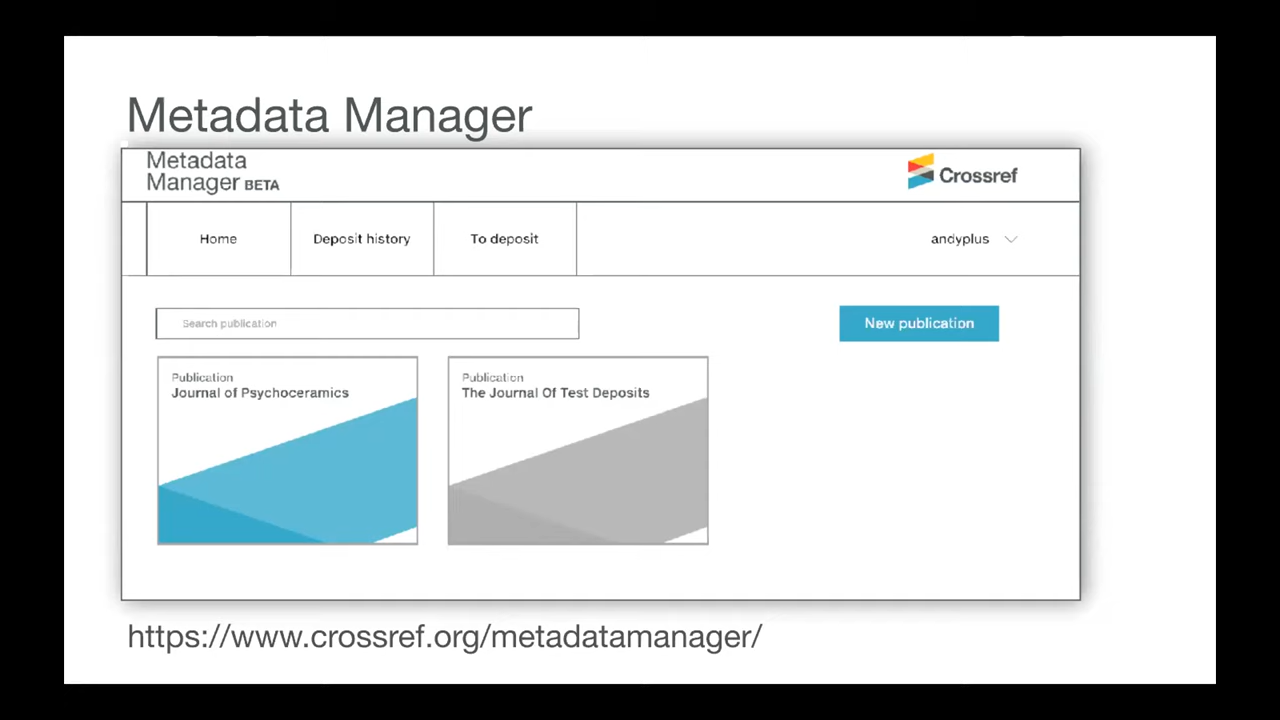 Metadata Manager
Metadata
Manager BETA
Crossref
Home
Deposit history
To deposit
andyplus
Search publication
New publication
Publication
Journal of Psychoceramics
Publication
The Journal Of Test Deposits
https://www.crossref.org/metadatamanager/